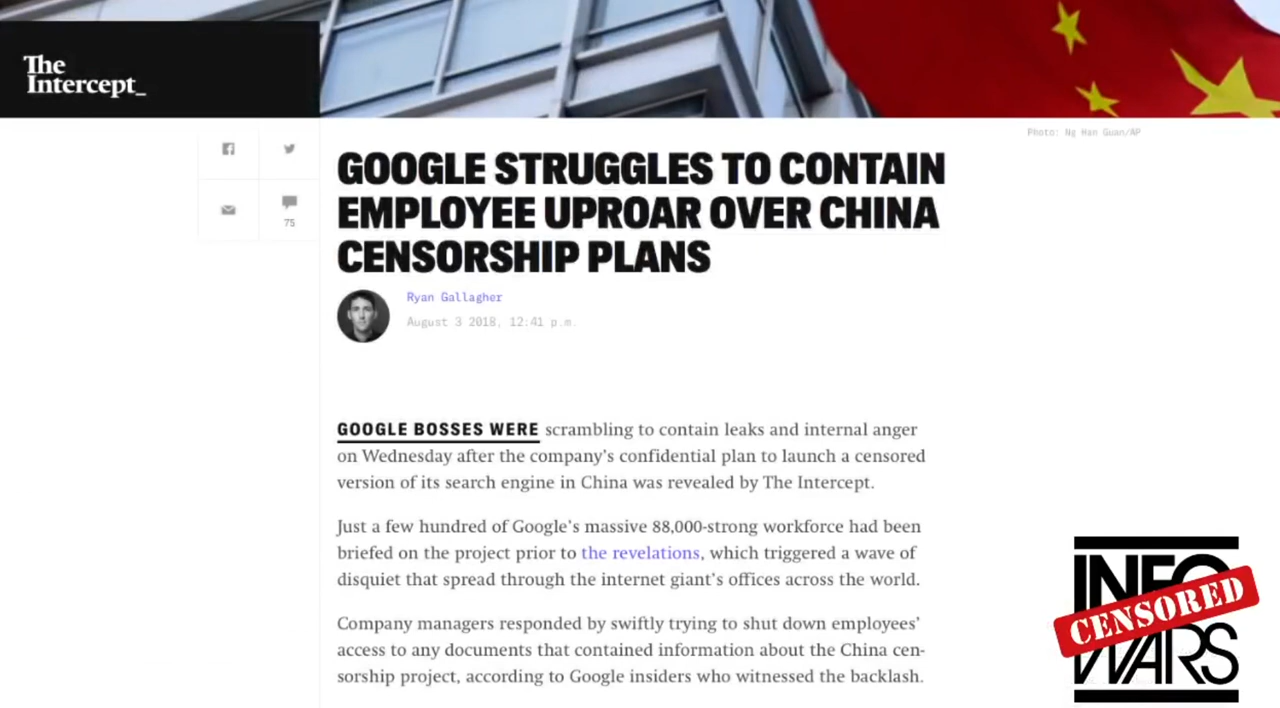 The
Intercept_
Photo: Ng Han Guan/AP
75
GOOGLE STRUGGLES TO CONTAIN
EMPLOYEE UPROAR OVER CHINA
CENSORSHIP PLANS
Ryan Gallagher
August 3 2018, 12:41 p.m.
GOOGLE BOSSES WERE scrambling to contain leaks and internal anger
on Wednesday after the company's confidential plan to launch a censored
version of its search engine in China was revealed by The Intercept.
Just a few hundred of Google's massive 88,000-strong workforce had been
briefed on the project prior to the revelations, which triggered a wave of
disquiet that spread through the internet giant's offices across the world.
Company managers responded by swiftly trying to shut down employees'
access to any documents that contained information about the China cen-
sorship project, according to Google insiders who witnessed the backlash.
INFO
CENSORED
WARS